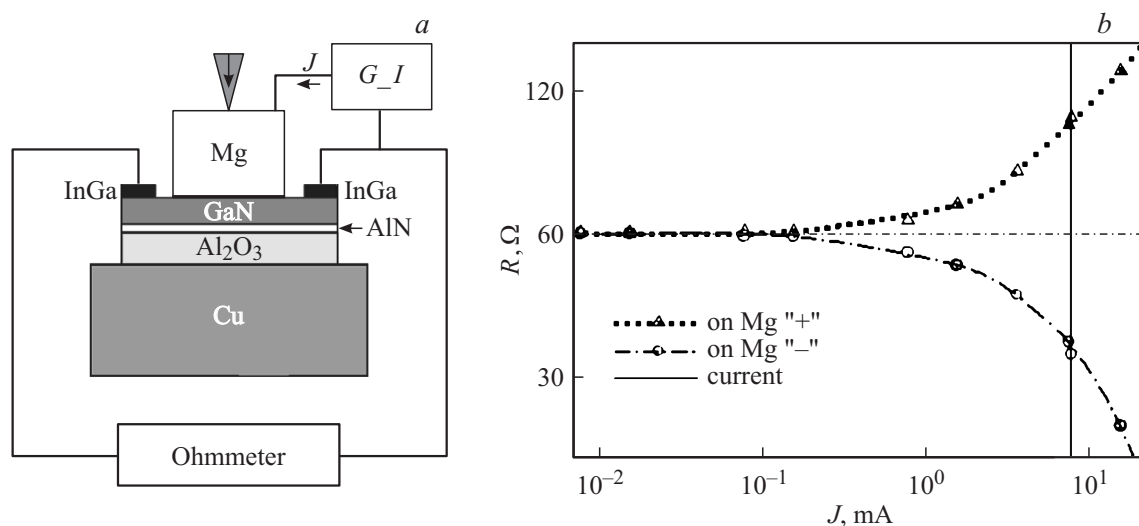 a
J
G_I
Mg
InGa
InGa
GaN
AlN
Al₂O₃
Cu
Ohmmeter
b
120
60
30
R, Ω
on Mg "+"
on Mg "–"
current
10⁻²
10⁻¹
10⁰
10¹
J, mA